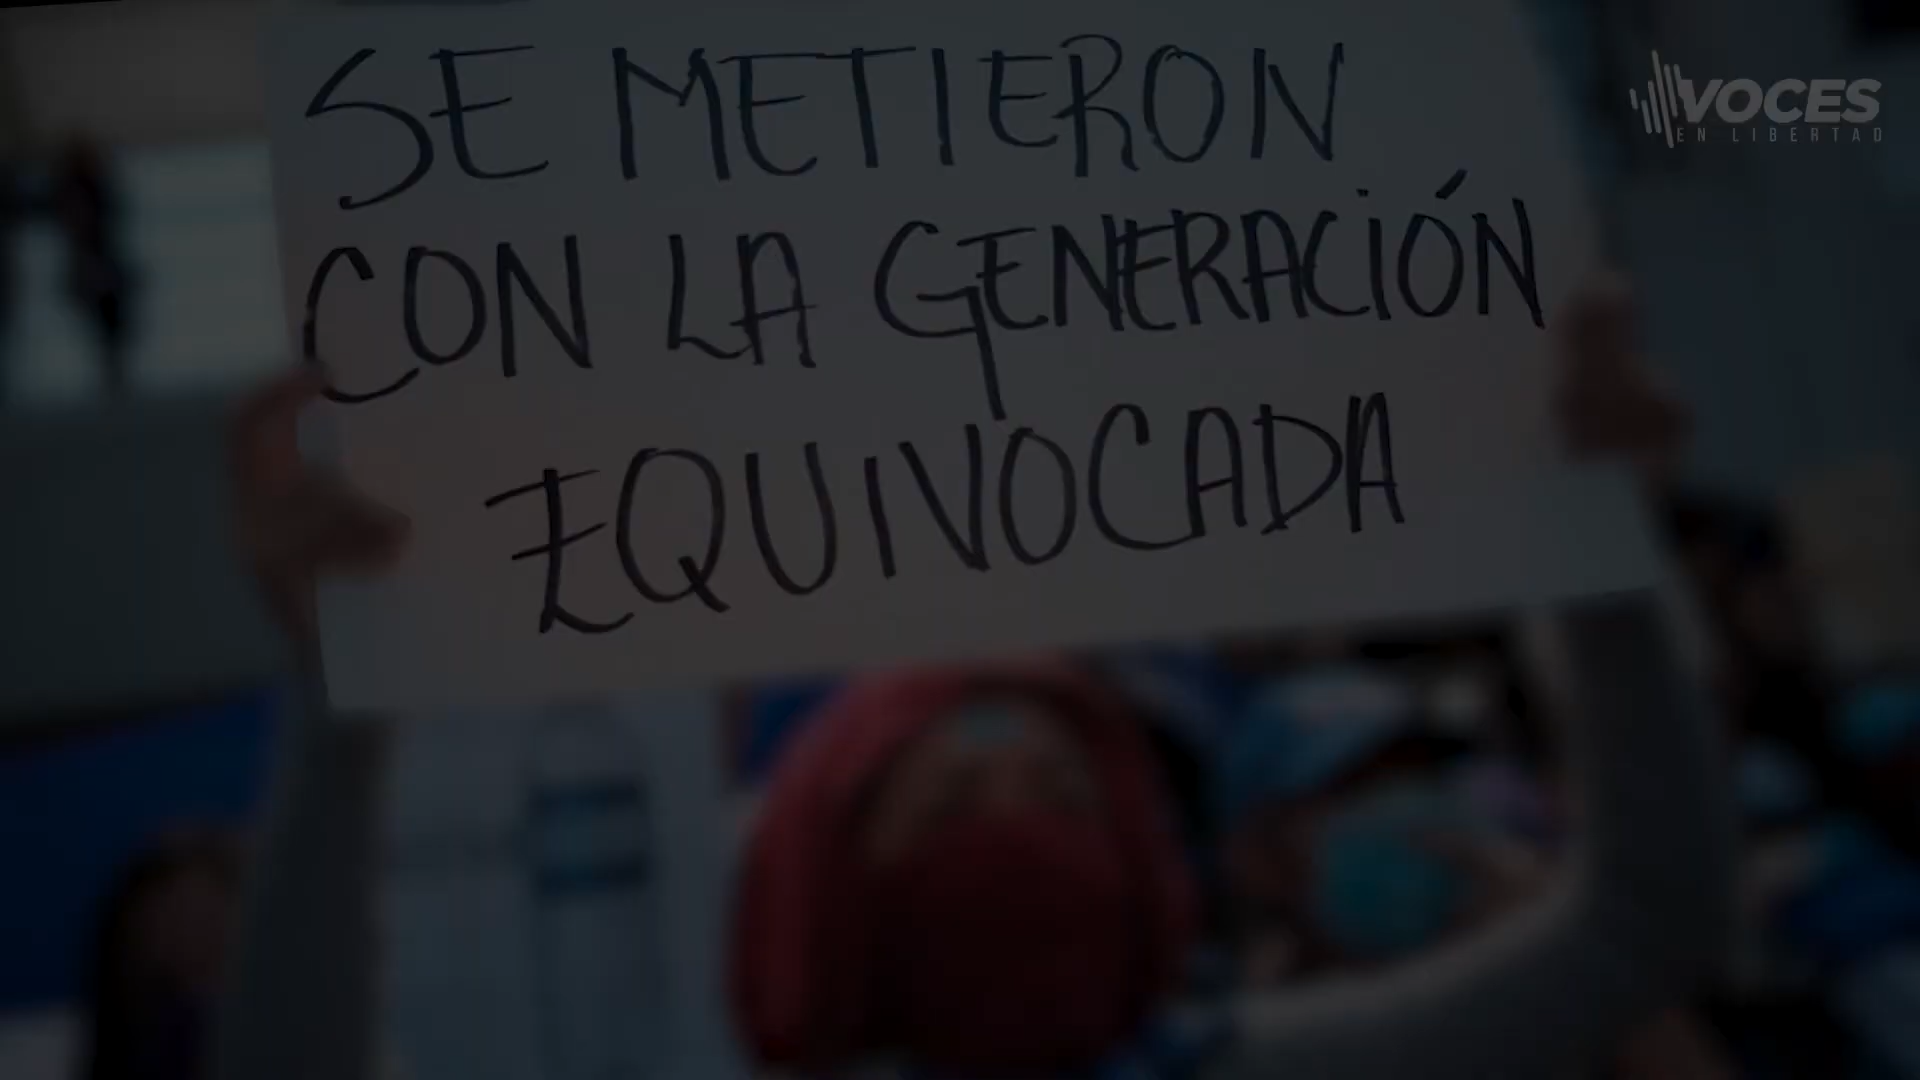 SE METIERON
CON LA GENERACIÓN
EQUIVOCADA
VOCES
EN LIBERTAD